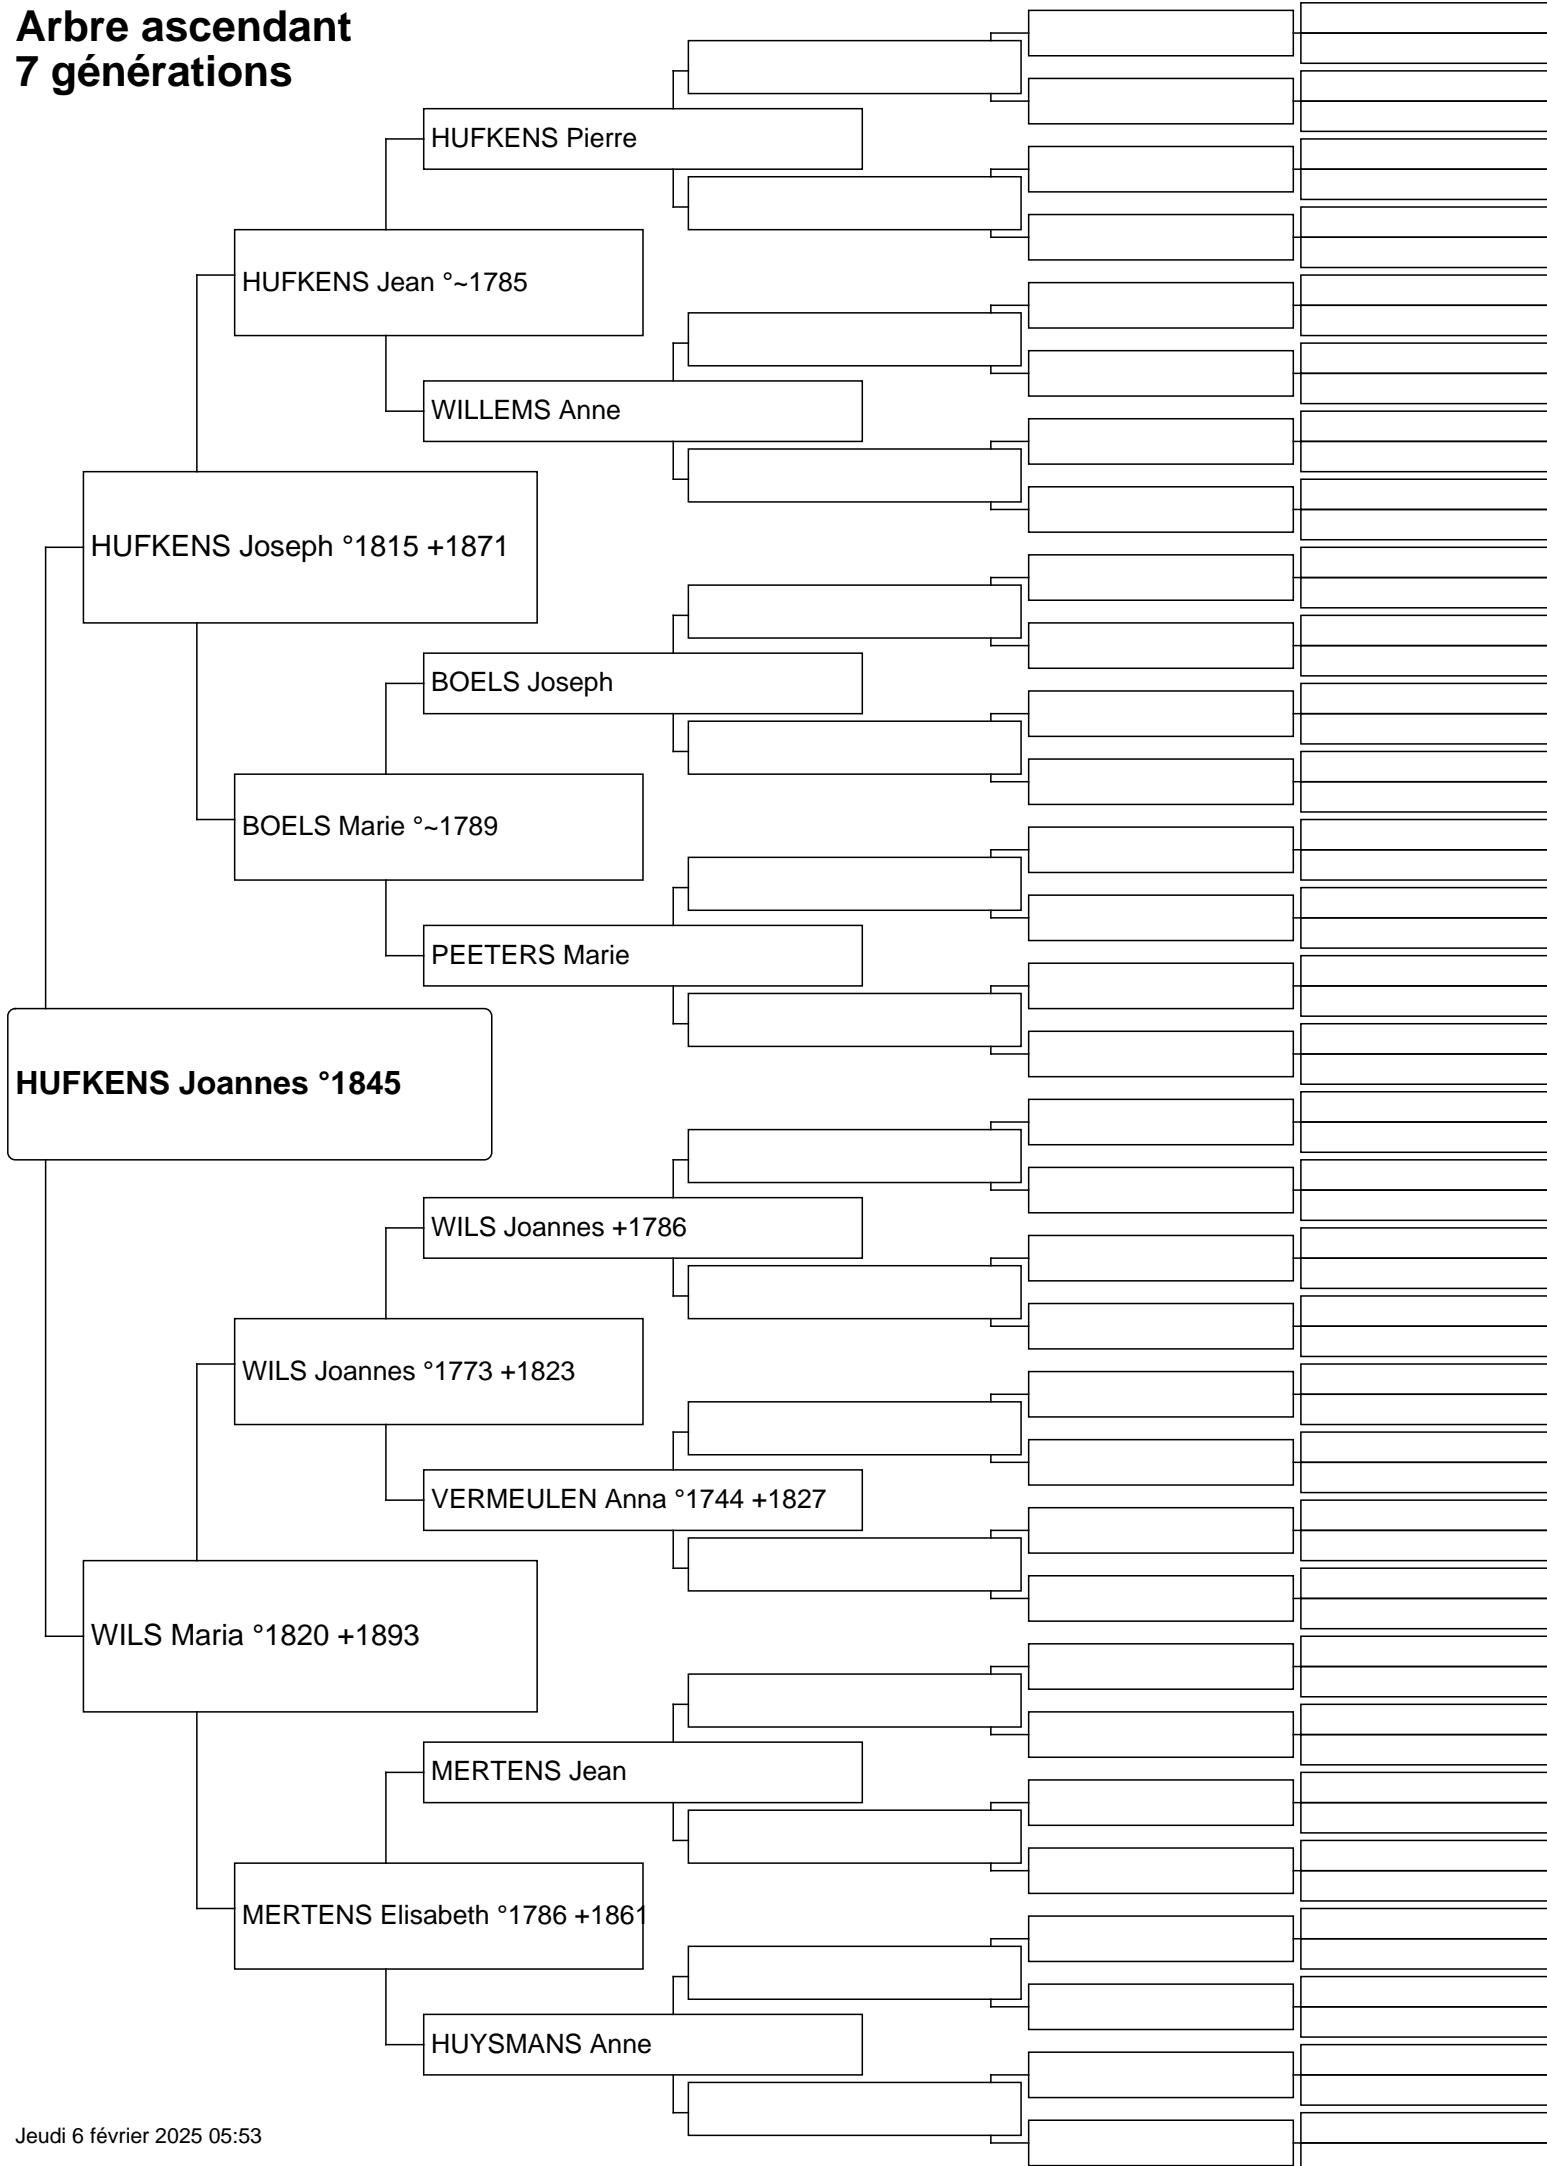 Arbre ascendant
7 générations
HUFKENS Pierre
HUFKENS Jean °~1785
WILLEMS Anne
HUFKENS Joseph °1815 +1871
BOELS Joseph
BOELS Marie °~1789
PEETERS Marie
HUFKENS Joannes °1845
WILS Joannes +1786
WILS Joannes °1773 +1823
VERMEULEN Anna °1744 +1827
WILS Maria °1820 +1893
MERTENS Jean
MERTENS Elisabeth °1786 +1861
HUYSMANS Anne
Jeudi 6 février 2025 05:53